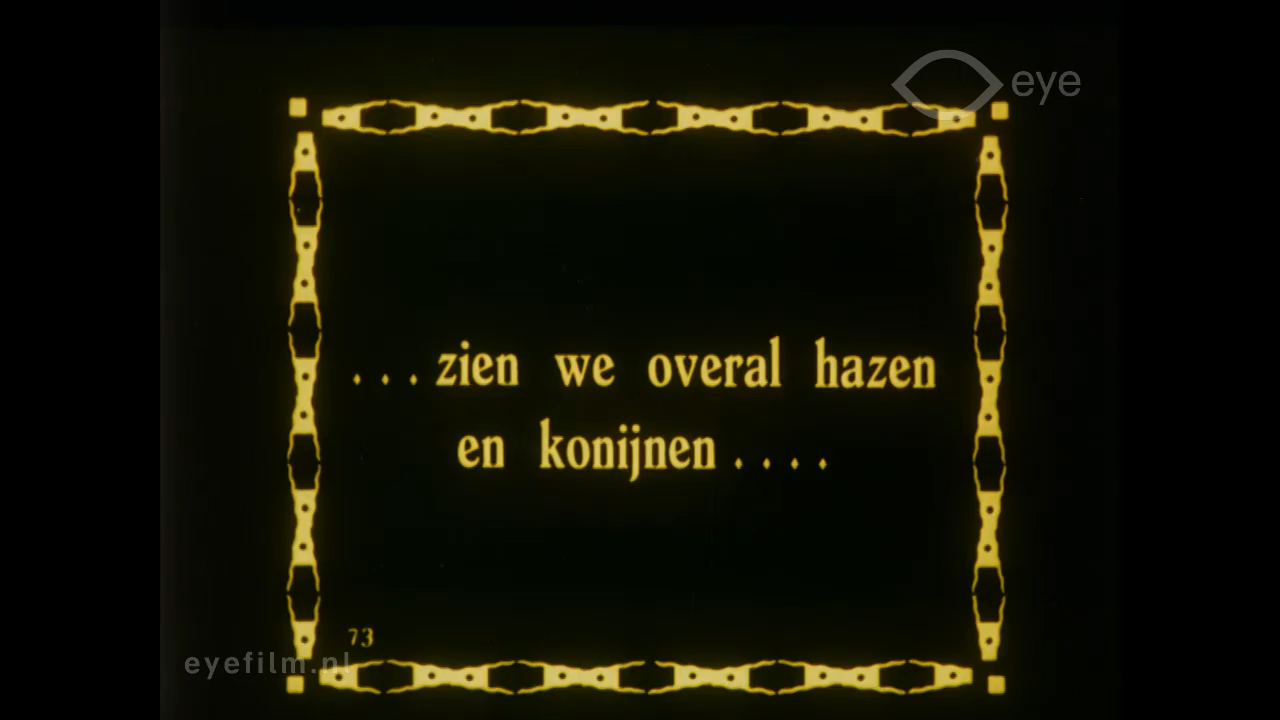 eye
...zien we overal hazen
en konijnen....
73
eyefilm.nl